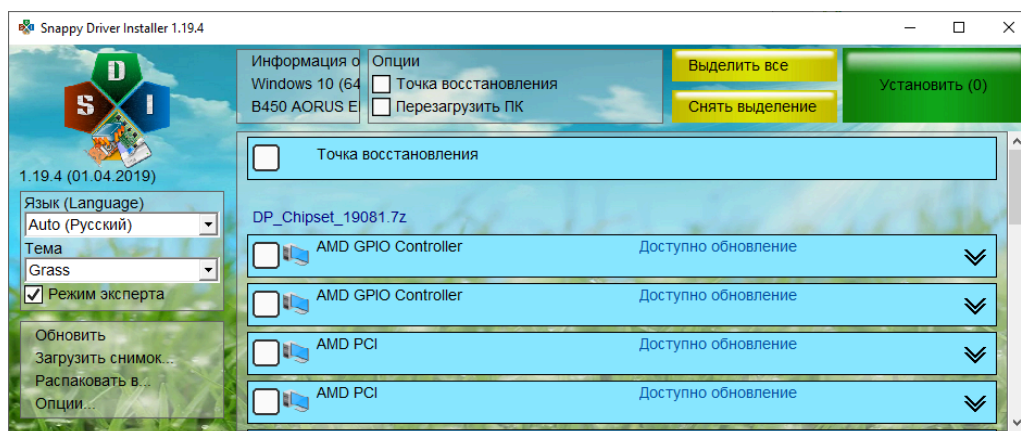 Snappy Driver Installer 1.19.4
D
S
I
1.19.4 (01.04.2019)
Язык (Language)
Auto (Русский)
Тема
Grass
Режим эксперта
Обновить
Загрузить снимок...
Распаковать в...
Опции...
Информация о
Windows 10 (64
B450 AORUS E
Опции
Точка восстановления
Перезагрузить ПК
Выделить все
Снять выделение
Установить (0)
Точка восстановления
DP_Chipset_19081.7z
AMD GPIO Controller Доступно обновление
AMD GPIO Controller Доступно обновление
AMD PCI Доступно обновление
AMD PCI Доступно обновление